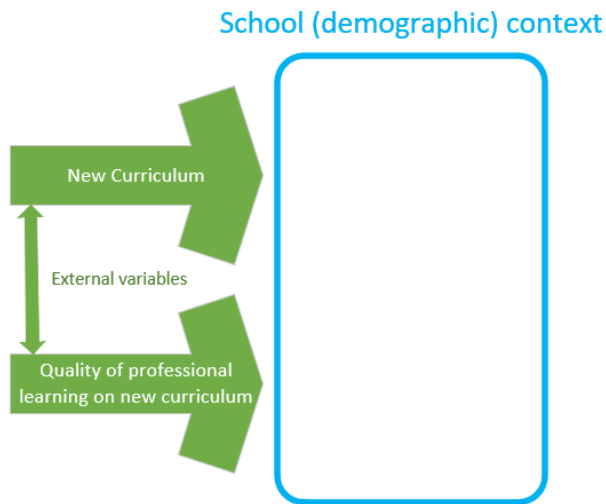 School (demographic) context
New Curriculum
External variables
Quality of professional
learning on new curriculum